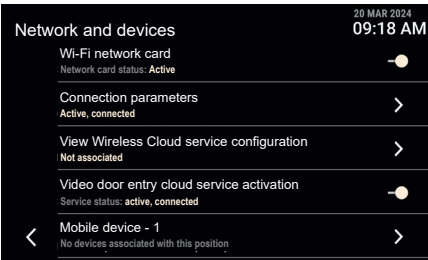 20 MAR 2024
Network and devices 09:18 AM
Wi-Fi network card
Network card status: Active
Connection parameters
Active, connected
View Wireless Cloud service configuration
Not associated
Video door entry cloud service activation
Service status: active, connected
Mobile device - 1
No devices associated with this position